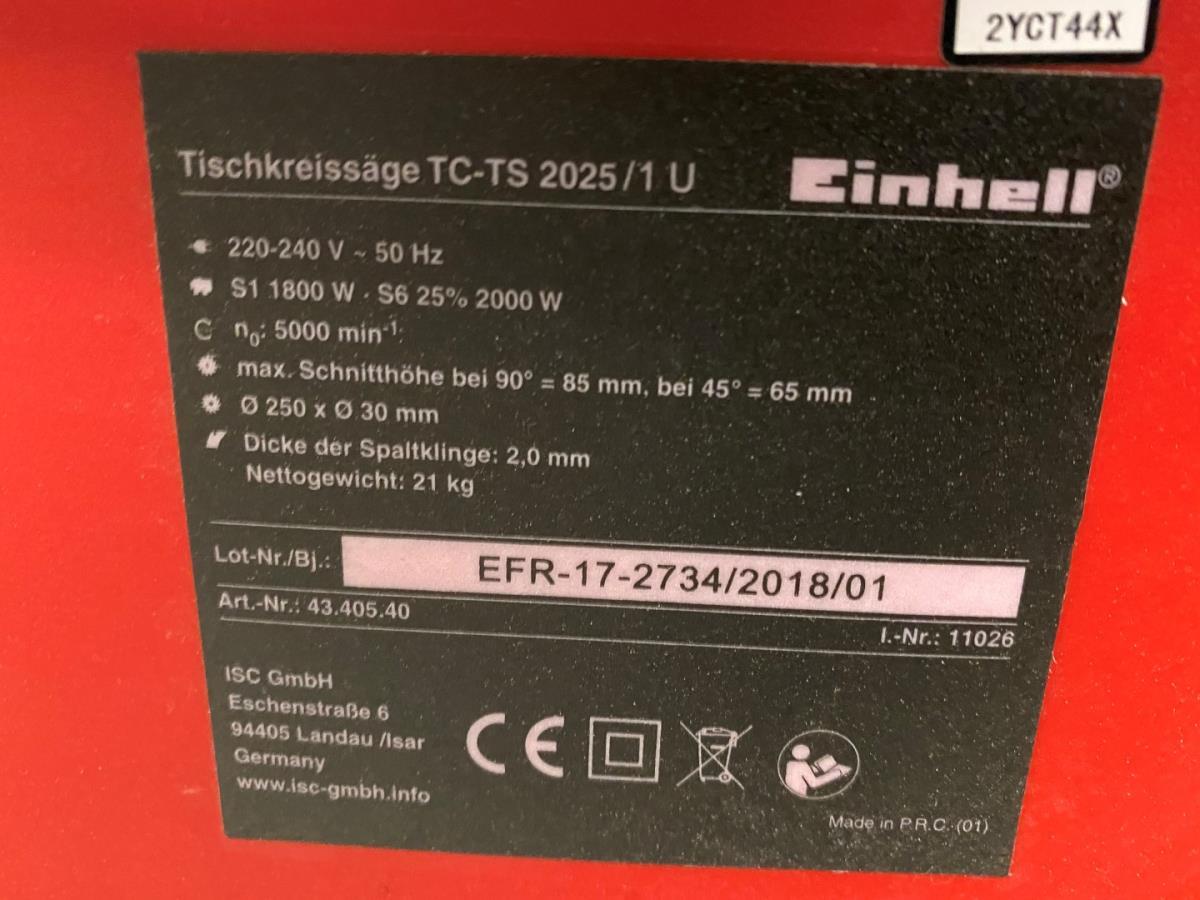 2YCT44X
Tischkreissäge TC-TS 2025/1 U
Einhell®
220-240 V ~ 50 Hz
S1 1800 W · S6 25% 2000 W
n₀: 5000 min⁻¹
max. Schnitthöhe bei 90° = 85 mm, bei 45° = 65 mm
Ø 250 x Ø 30 mm
Dicke der Spaltklinge: 2,0 mm
Nettogewicht: 21 kg
Lot-Nr./Bj.: EFR-17-2734/2018/01
Art.-Nr.: 43.405.40
I.-Nr.: 11026
ISC GmbH
Eschenstraße 6
94405 Landau /Isar
Germany
www.isc-gmbh.info
CE
Made in P.R.C. (01)